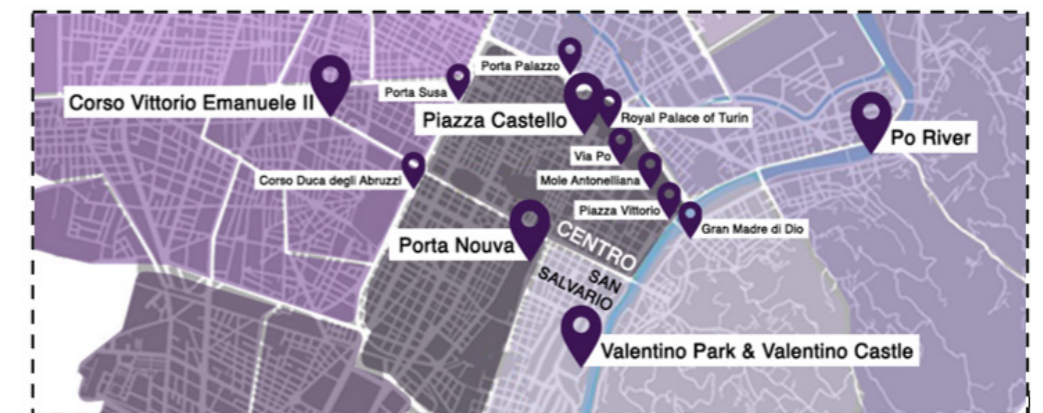 Porta Palazzo
Porta Susa
Corso Vittorio Emanuele II
Piazza Castello
Royal Palace of Turin
Po River
Via Po
Corso Duca degli Abruzzi
Mole Antonelliana
Piazza Vittorio
Gran Madre di Dio
Porta Nouva
CENTRO
SAN
SALVARIO
Valentino Park & Valentino Castle